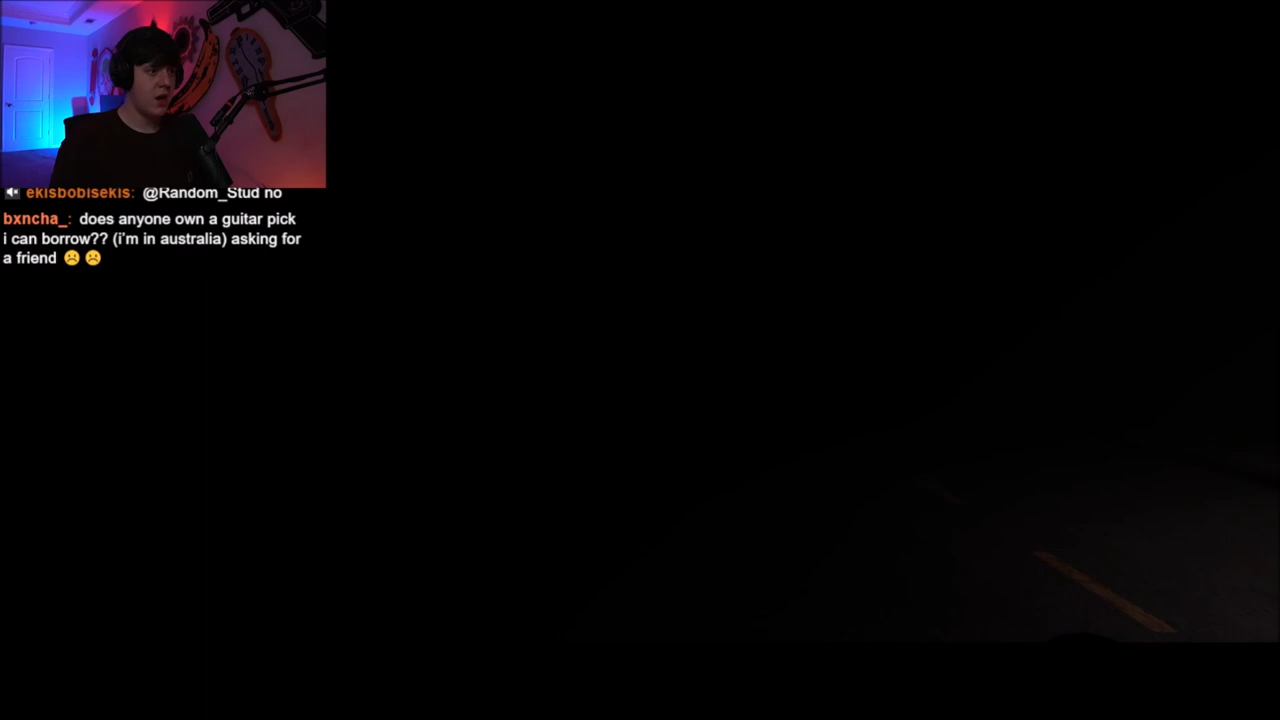 ekisbobisekis: @Random_Stud no
bxncha_: does anyone own a guitar pick
i can borrow?? (i'm in australia) asking for
a friend ☹️ ☹️